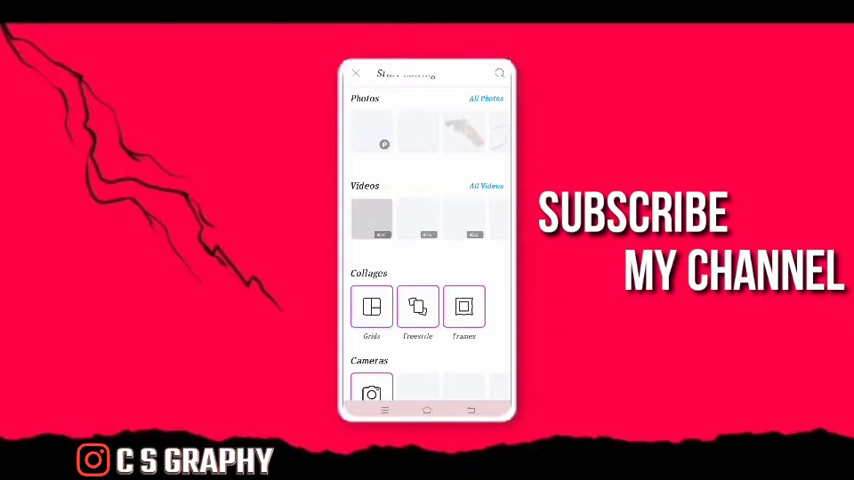 Photos
All Photos
Videos
All Videos
SUBSCRIBE
MY CHANNEL
Collages
Grids
Freestyle
Frames
Cameras
C S GRAPHY